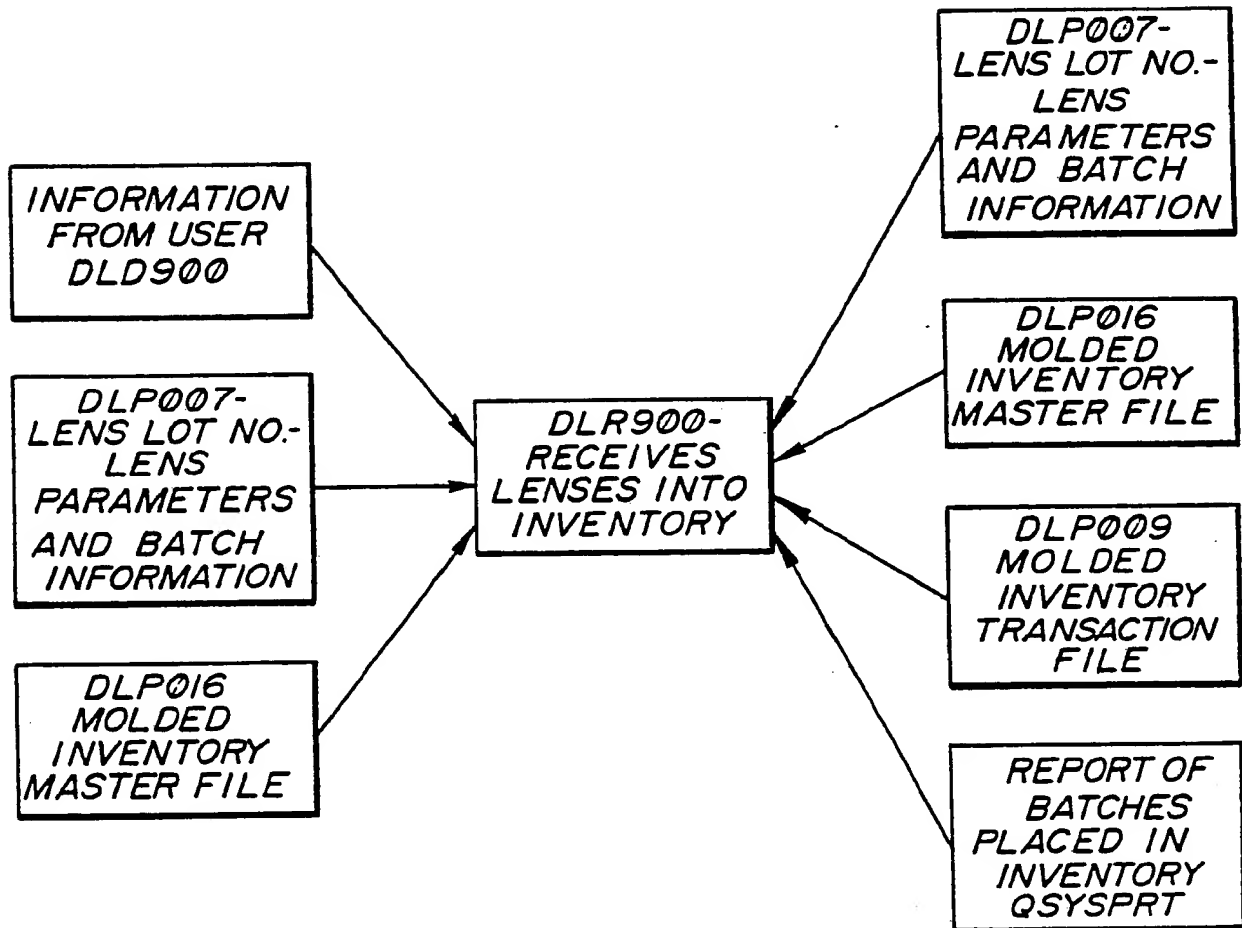 INFORMATION
FROM USER
DLD900
DLP007-
LENS LOT NO.-
LENS
PARAMETERS
AND BATCH
INFORMATION
DLP016
MOLDED
INVENTORY
MASTER FILE
DLR900-
RECEIVES
LENSES INTO
INVENTORY
DLP007-
LENS LOT NO.-
LENS
PARAMETERS
AND BATCH
INFORMATION
DLP016
MOLDED
INVENTORY
MASTER FILE
DLP009
MOLDED
INVENTORY
TRANSACTION
FILE
REPORT OF
BATCHES
PLACED IN
INVENTORY
QSYSPRT